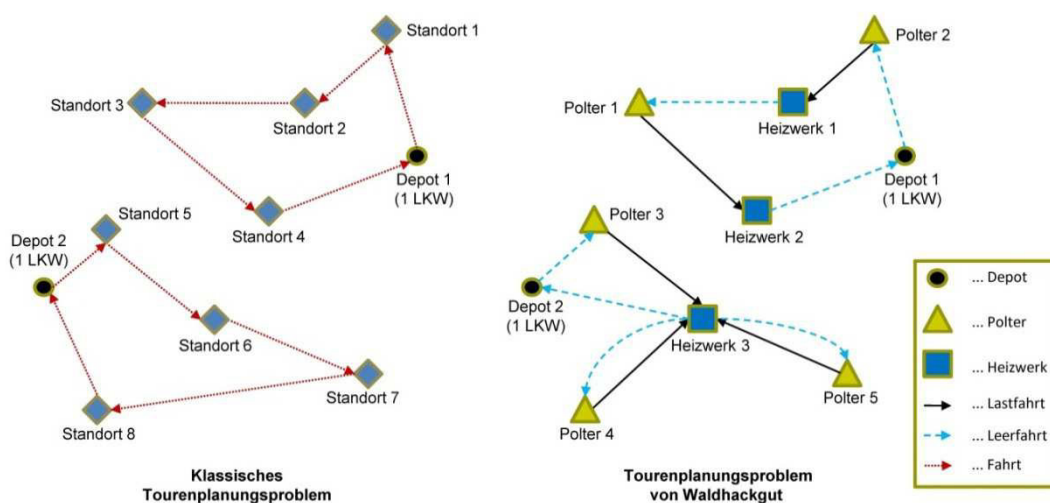 Standort 1
Standort 3
Standort 2
Depot 1
(1 LKW)
Standort 4
Standort 5
Depot 2
(1 LKW)
Standort 6
Standort 7
Standort 8
Klassisches
Tourenplanungsproblem
Polter 2
Polter 1
Heizwerk 1
Depot 1
(1 LKW)
Heizwerk 2
Polter 3
Depot 2
(1 LKW)
Heizwerk 3
Polter 5
Polter 4
Tourenplanungsproblem
von Waldhackgut
... Depot
... Polter
... Heizwerk
... Lastfahrt
... Leerfahrt
... Fahrt